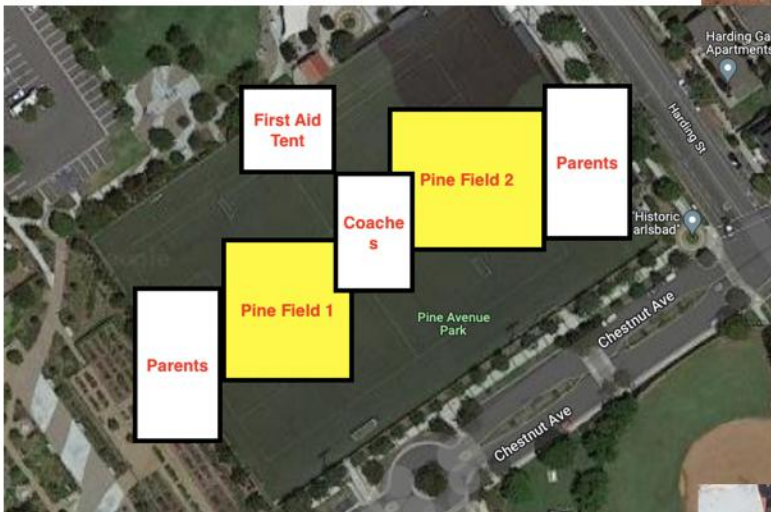 Harding Ga
Apartments
Harding St
First Aid
Tent
Pine Field 2
Parents
Coache
s
"Historic
arlsbad"
Pine Field 1
Pine Avenue
Park
Chestnut Ave
Parents
Chestnut Ave